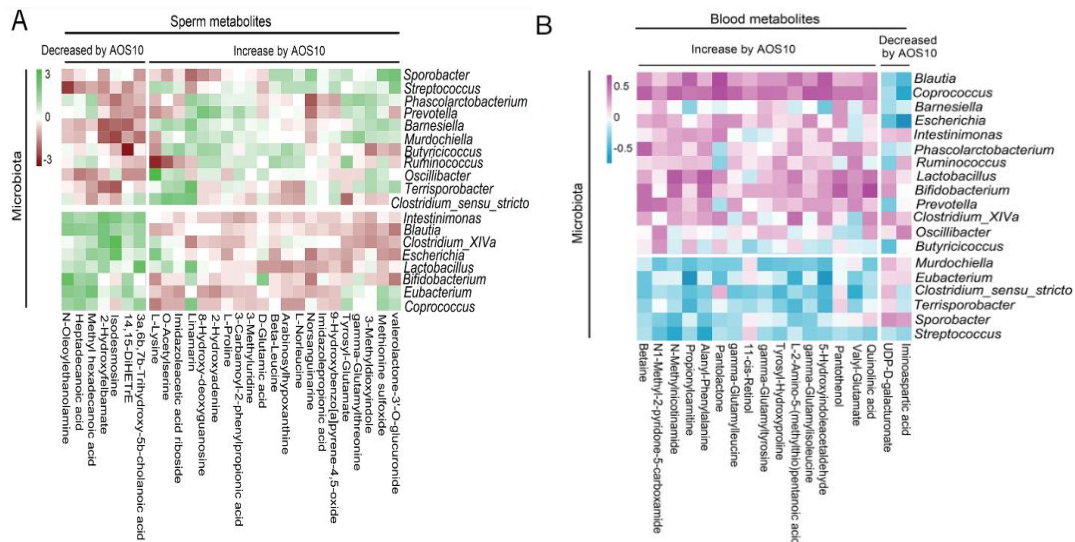 A
Sperm metabolites
Decreased by AOS10
Increase by AOS10
Microbiota
3
0
-3
Sporobacter
Streptococcus
Phascolarctobacterium
Prevotella
Barnesiella
Murdochiella
Butyricicoccus
Ruminococcus
Oscillibacter
Terrisporobacter
Clostridium_sensu_stricto
Intestinimonas
Blautia
Clostridium_XIVa
Escherichia
Lactobacillus
Bifidobacterium
Eubacterium
Coprococcus
N-Oleoylethanolamine
Heptadecanoic acid
Methyl hexadecanoic acid
2-Hydroxyfelbamate
Isodesmosine
14,15-DiHETrE
3a,6b,7b-Trihydroxy-5b-cholanoic acid
L-Lysine
O-Acetylserine
Imidazoleacetic acid riboside
Linamarin
8-Hydroxy-deoxyguanosine
2-Hydroxyadenine
L-Proline
3-Carbamoyl-2-phenylpropionic acid
3-Methyluridine
D-Glutamic acid
Beta-Leucine
Arabinosylhypoxanthine
L-Norleucine
Norsanguinarine
Imidazolepropionic acid
9-Hydroxybenzo[a]pyrene-4,5-oxide
Tyrosyl-Glutamate
gamma-Glutamylthreonine
3-Methyldioxyindole
Methionine sulfoxide
valerolactone-3'-O-glucuronide
B
Blood metabolites
Increase by AOS10
Decreased
by AOS10
Microbiota
0.5
0
-0.5
Blautia
Coprococcus
Barnesiella
Escherichia
Intestinimonas
Phascolarctobacterium
Ruminococcus
Lactobacillus
Bifidobacterium
Prevotella
Clostridium_XIVa
Oscillibacter
Butyricicoccus
Murdochiella
Eubacterium
Clostridium_sensu_stricto
Terrisporobacter
Sporobacter
Streptococcus
Betaine
N1-Methyl-2-pyridone-5-carboxamide
N-Methylnicotinamide
Propionylcarnitine
Alanyl-Phenylalanine
Pantolactone
gamma-Glutamylleucine
11-cis-Retinol
gamma-Glutamyltyrosine
Tyrosyl-Hydroxyproline
L-2-Amino-5-(methylthio)pentanoic acid
gamma-Glutamylisoleucine
5-Hydroxyindoleacetaldehyde
Pantothenol
Valyl-Glutamate
Quinolinic acid
UDP-D-galacturonate
Iminoaspartic acid